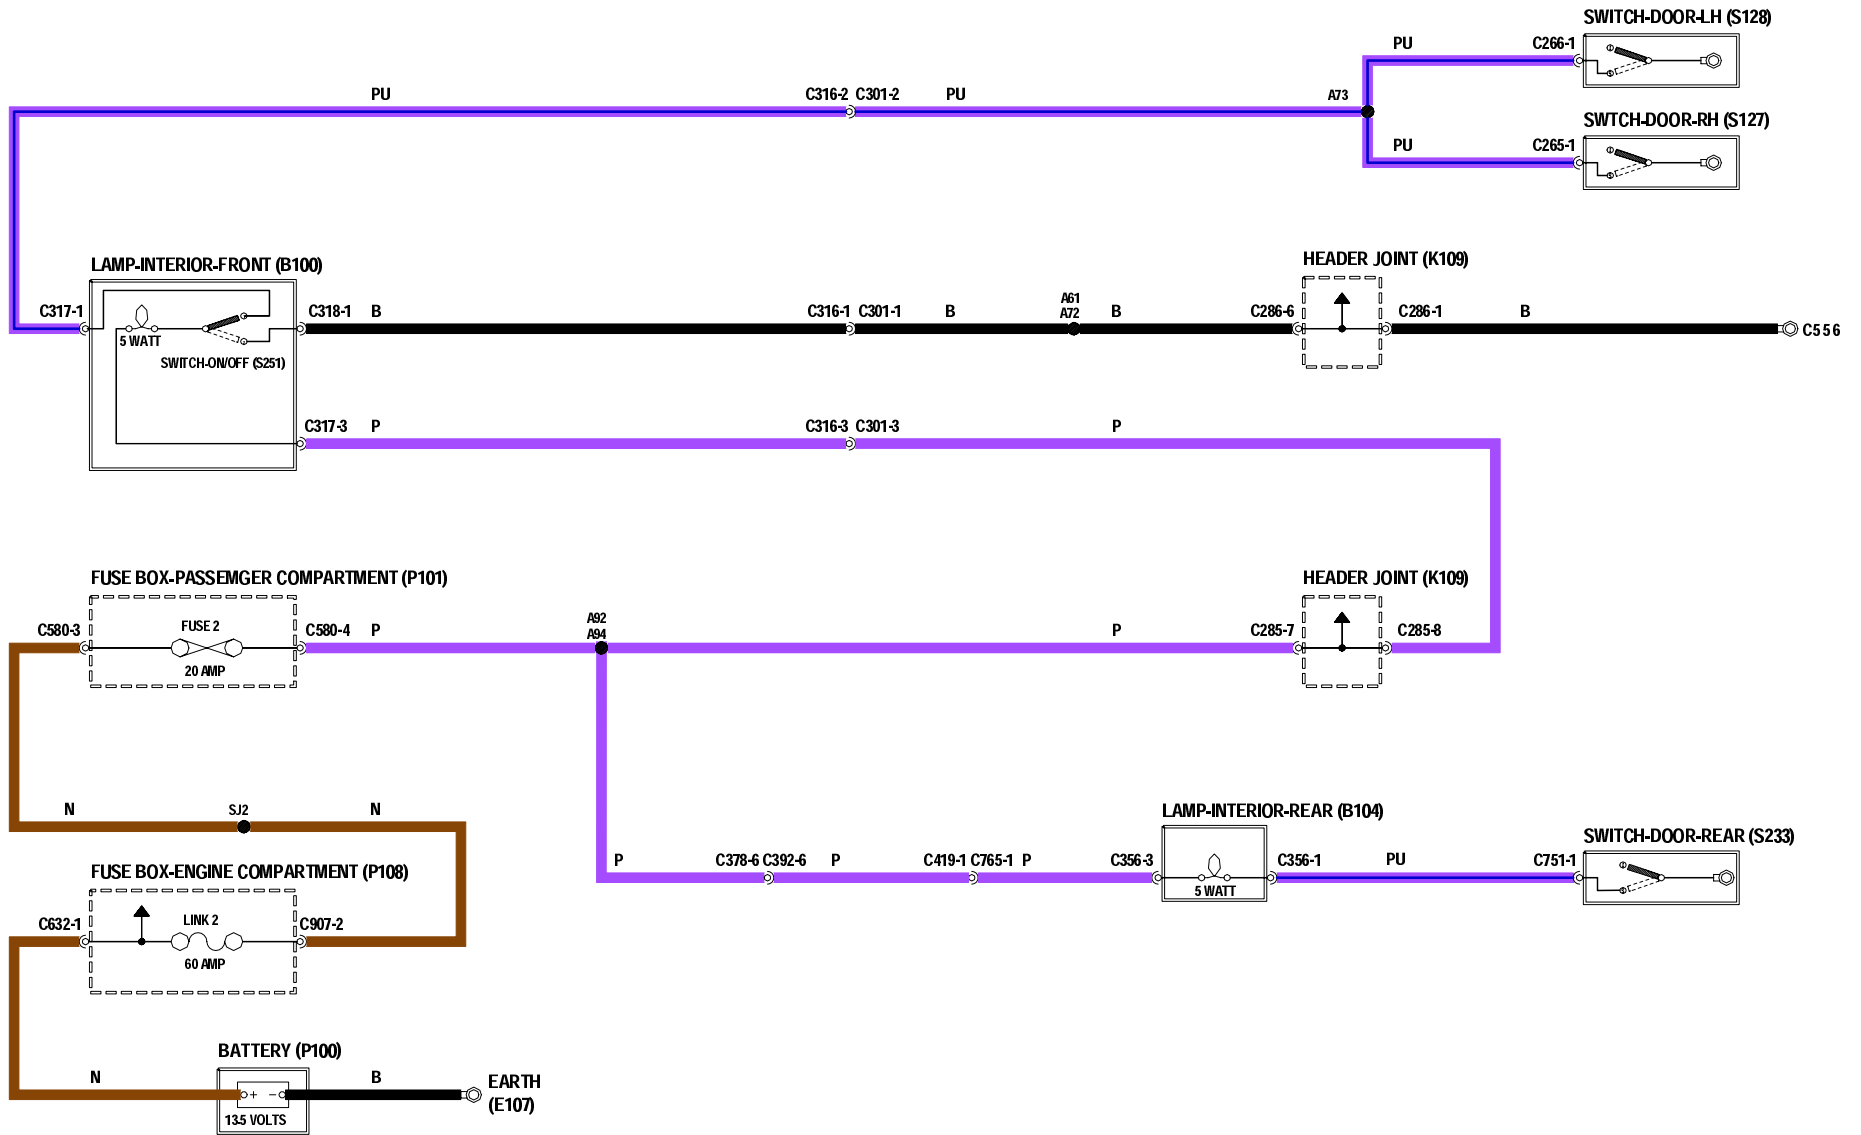 SWITCH-DOOR-LH (S128)
PU
C266-1
PU
C316-2 C301-2
PU
A73
SWTCH-DOOR-RH (S127)
PU
C265-1
LAMP-INTERIOR-FRONT (B100)
HEADER JOINT (K109)
C317-1
5 WATT
SWITCH-ON/OFF (S251)
C318-1
B
C316-1
C301-1
B
A61
A72
B
C286-6
C286-1
B
C556
C317-3
P
C316-3
C301-3
P
FUSE BOX-PASSEMGER COMPARTMENT (P101)
HEADER JOINT (K109)
C580-3
FUSE 2
20 AMP
C580-4
P
A92
A94
P
C285-7
C285-8
N
SJ2
N
LAMP-INTERIOR-REAR (B104)
SWITCH-DOOR-REAR (S233)
P
C378-6 C392-6
P
C419-1 C765-1
P
C356-3
5 WATT
C356-1
PU
C751-1
FUSE BOX-ENGINE COMPARTMENT (P108)
C632-1
LINK 2
60 AMP
C907-2
BATTERY (P100)
N
+ -
13.5 VOLTS
B
EARTH
(E107)